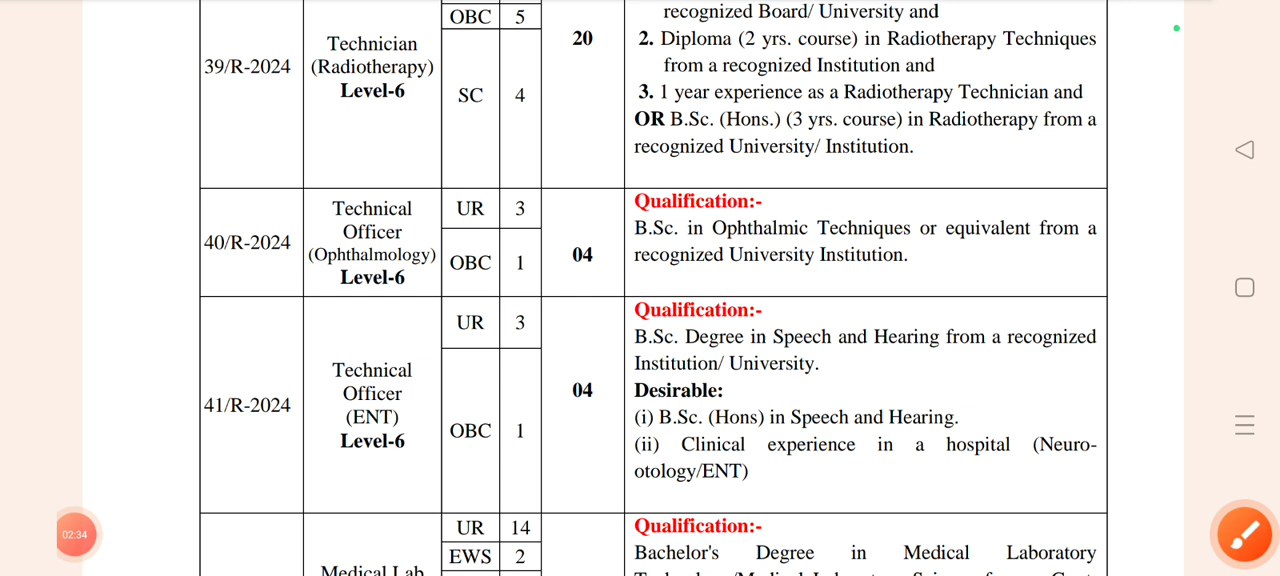 OBC 5
recognized Board/ University and
39/R-2024
Technician
(Radiotherapy)
Level-6
SC 4
20
2. Diploma (2 yrs. course) in Radiotherapy Techniques
from a recognized Institution and
3. 1 year experience as a Radiotherapy Technician and
OR B.Sc. (Hons.) (3 yrs. course) in Radiotherapy from a
recognized University/ Institution.
40/R-2024
Technical
Officer
(Ophthalmology)
Level-6
UR 3
OBC 1
04
Qualification:-
B.Sc. in Ophthalmic Techniques or equivalent from a
recognized University Institution.
41/R-2024
Technical
Officer
(ENT)
Level-6
UR 3
OBC 1
04
Qualification:-
B.Sc. Degree in Speech and Hearing from a recognized
Institution/ University.
Desirable:
(i) B.Sc. (Hons) in Speech and Hearing.
(ii) Clinical experience in a hospital (Neuro-
otology/ENT)
Medical Lab
UR 14
EWS 2
Qualification:-
Bachelor's Degree in Medical Laboratory
02:34